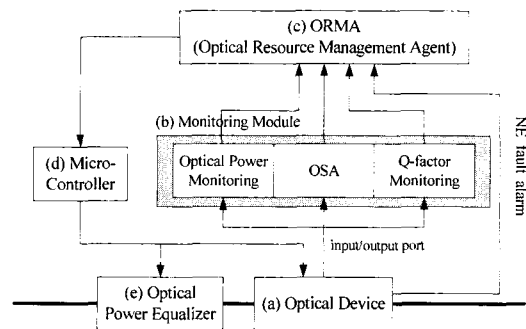 (c) ORMA
(Optical Resource Management Agent)
(b) Monitoring Module
Optical Power
Monitoring
OSA
Q-factor
Monitoring
(d) Micro-
Controller
NE fault alarm
input/output port
(e) Optical
Power Equalizer
(a) Optical Device